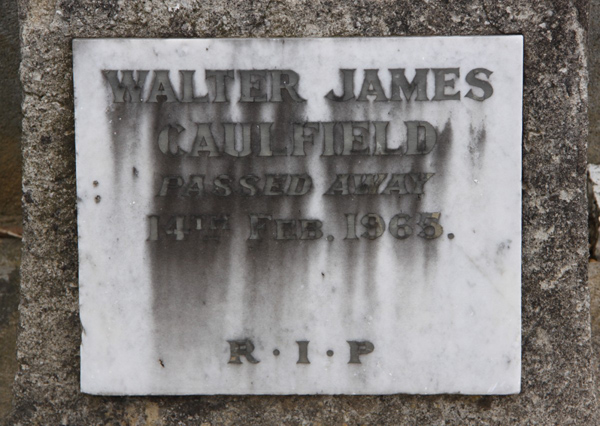 WALTER JAMES
CAULFIELD
PASSED AWAY
14TH FEB. 1965.
R·I·P